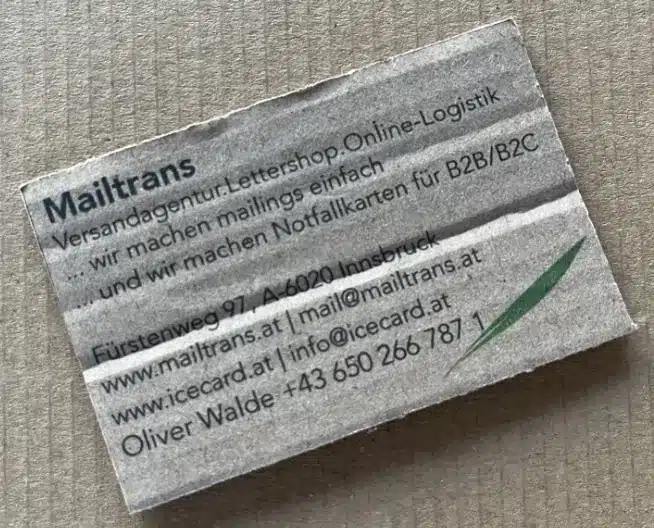 Mailtrans
Versandagentur.Lettershop.Online-Logistik
... wir machen mailings einfach
... und wir machen Notfallkarten für B2B/B2C
Fürstenweg 97, A-6020 Innsbruck
www.mailtrans.at | mail@mailtrans.at
www.icecard.at | info@icecard.at
Oliver Walde +43 650 266 787 1